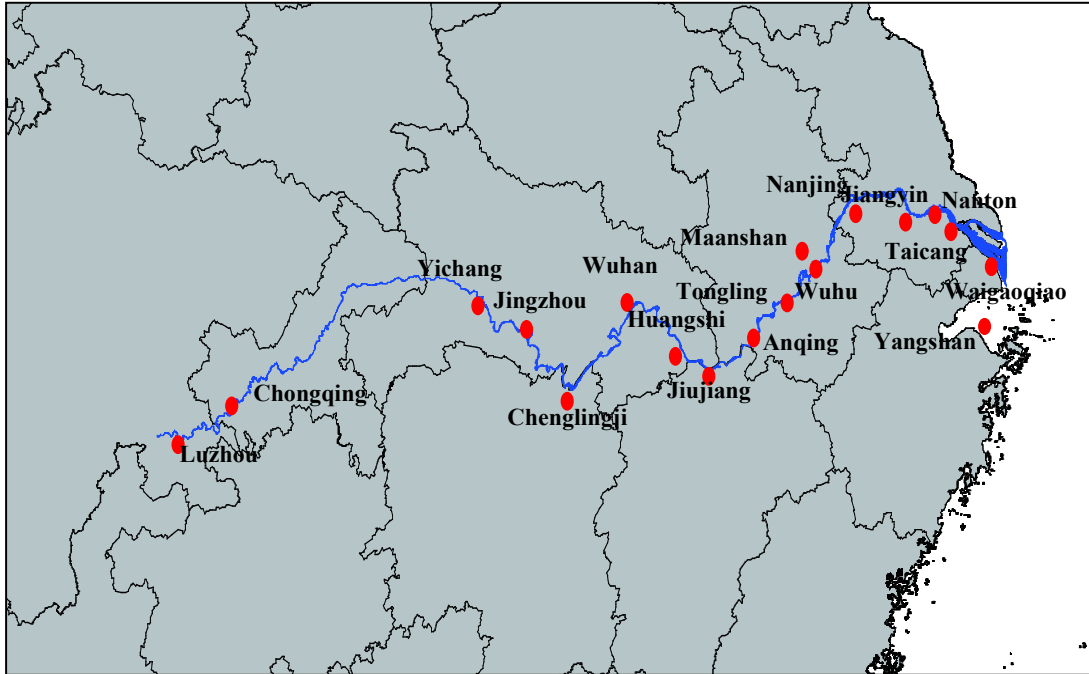 Nanjing
Jiangyin
Nanton
Maanshan
Taicang
Yichang
Wuhan
Tongling
Wuhu
Waigaoqiao
Jingzhou
Huangshi
Anqing
Yangshan
Jiujiang
Chongqing
Chenglingji
Luzhou